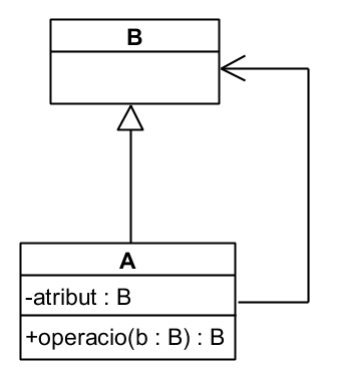 B
A
-atribut : B
+operacio(b : B) : B